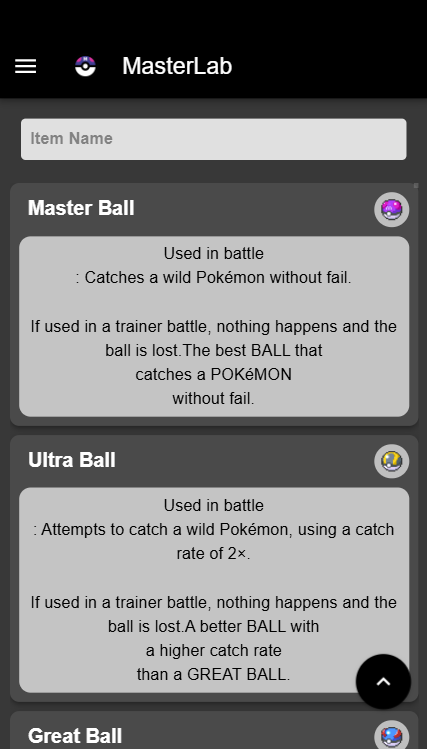 MasterLab
Item Name
Master Ball
Used in battle
: Catches a wild Pokémon without fail.
If used in a trainer battle, nothing happens and the
ball is lost.The best BALL that
catches a POKéMON
without fail.
Ultra Ball
Used in battle
: Attempts to catch a wild Pokémon, using a catch
rate of 2×.
If used in a trainer battle, nothing happens and the
ball is lost.A better BALL with
a higher catch rate
than a GREAT BALL.
Great Ball